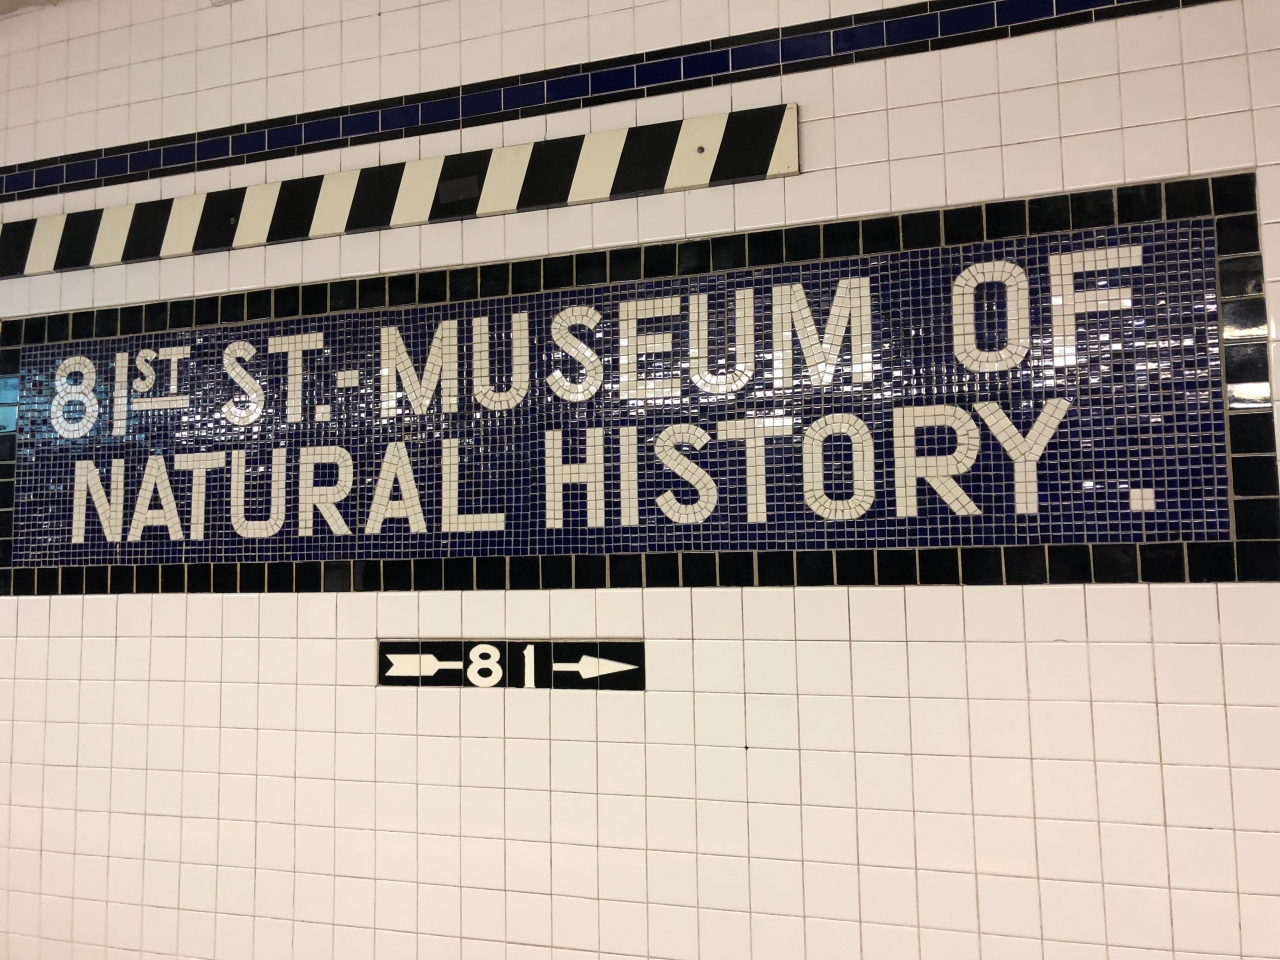 81ST ST.-MUSEUM OF
NATURAL HISTORY.
81